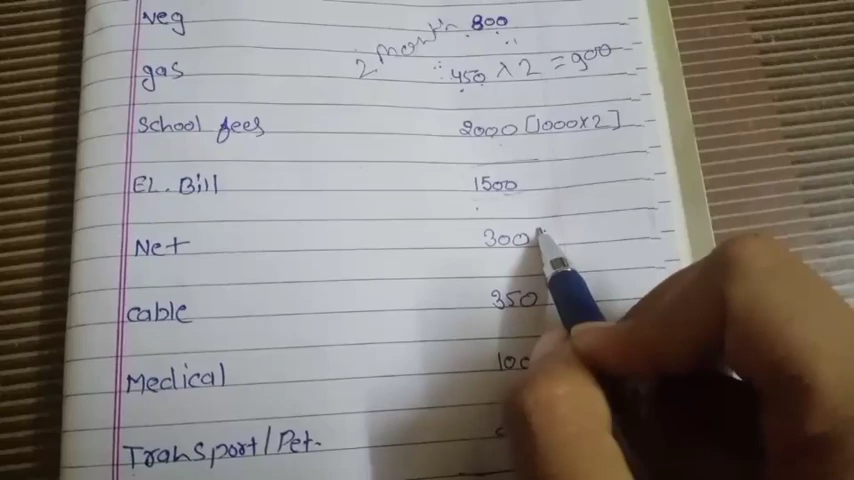 veg 800
gas 2 month 450 x 2 = 900
School fees 2000 [1000x2]
EL. Bill 1500
Net 300
cable 350
Medical
Transport/Pet.